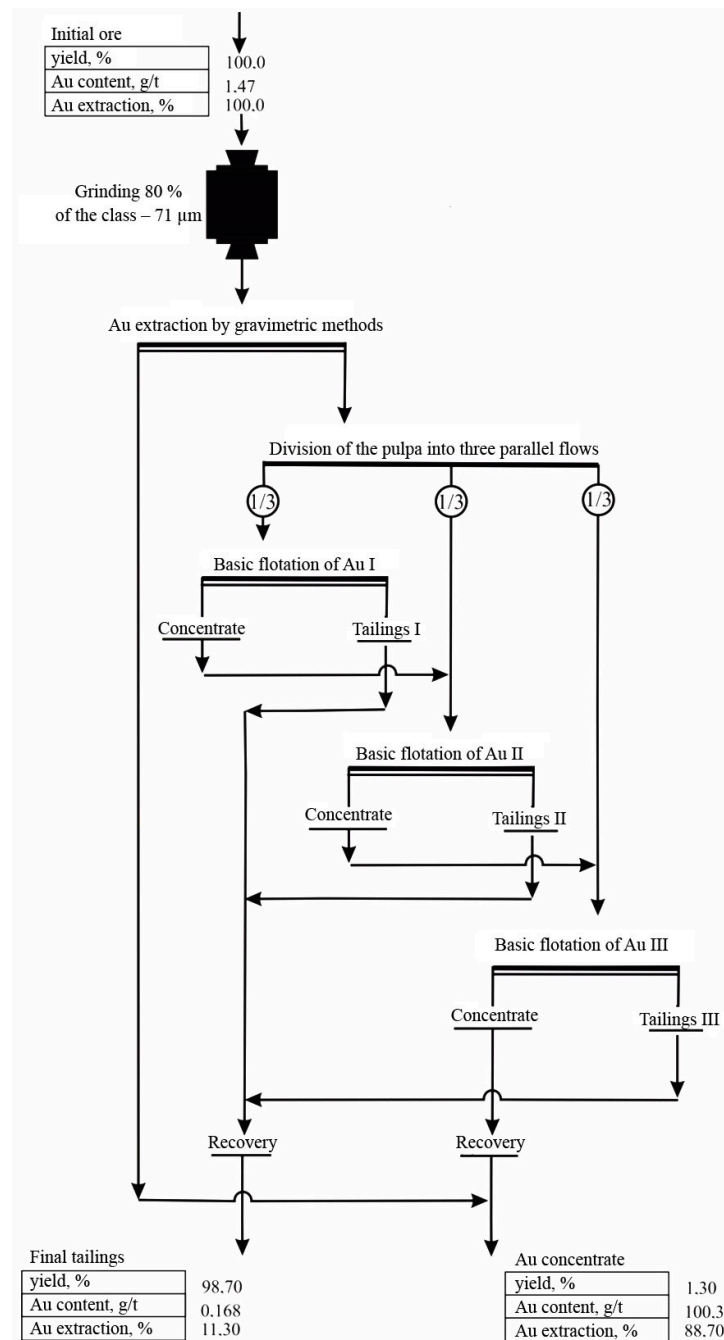 Initial ore
yield, % 100.0
Au content, g/t 1.47
Au extraction, % 100.0
Grinding 80 %
of the class – 71 µm
Au extraction by gravimetric methods
Division of the pulpa into three parallel flows
1/3 1/3 1/3
Basic flotation of Au I
Concentrate Tailings I
Basic flotation of Au II
Concentrate Tailings II
Basic flotation of Au III
Concentrate Tailings III
Recovery Recovery
Final tailings
yield, % 98.70
Au content, g/t 0.168
Au extraction, % 11.30
Au concentrate
yield, % 1.30
Au content, g/t 100.3
Au extraction, % 88.70